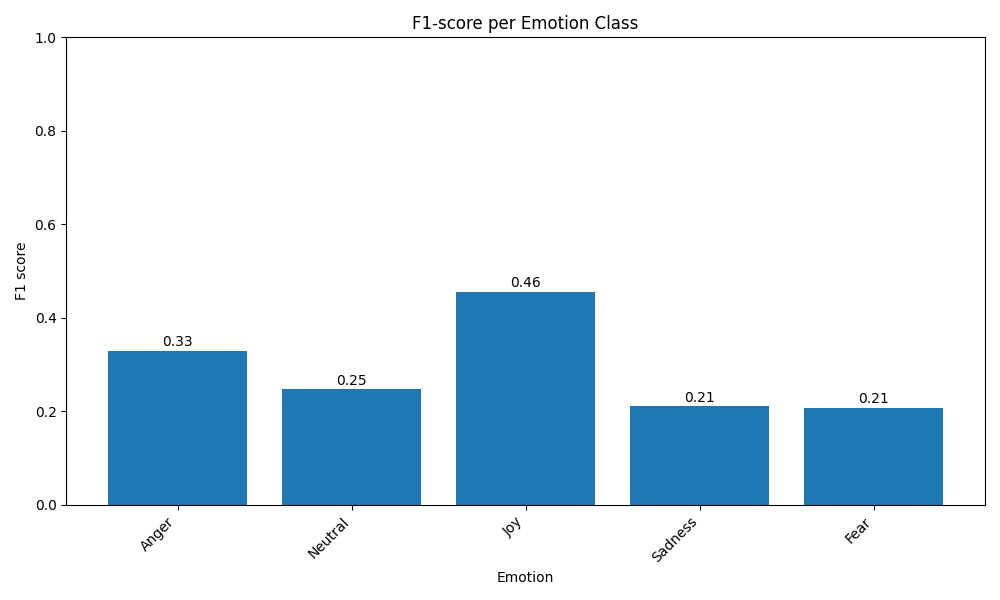 F1-score per Emotion Class
F1 score
1.0
0.8
0.6
0.4
0.2
0.0
0.33
0.25
0.46
0.21
0.21
Anger
Neutral
Joy
Sadness
Fear
Emotion